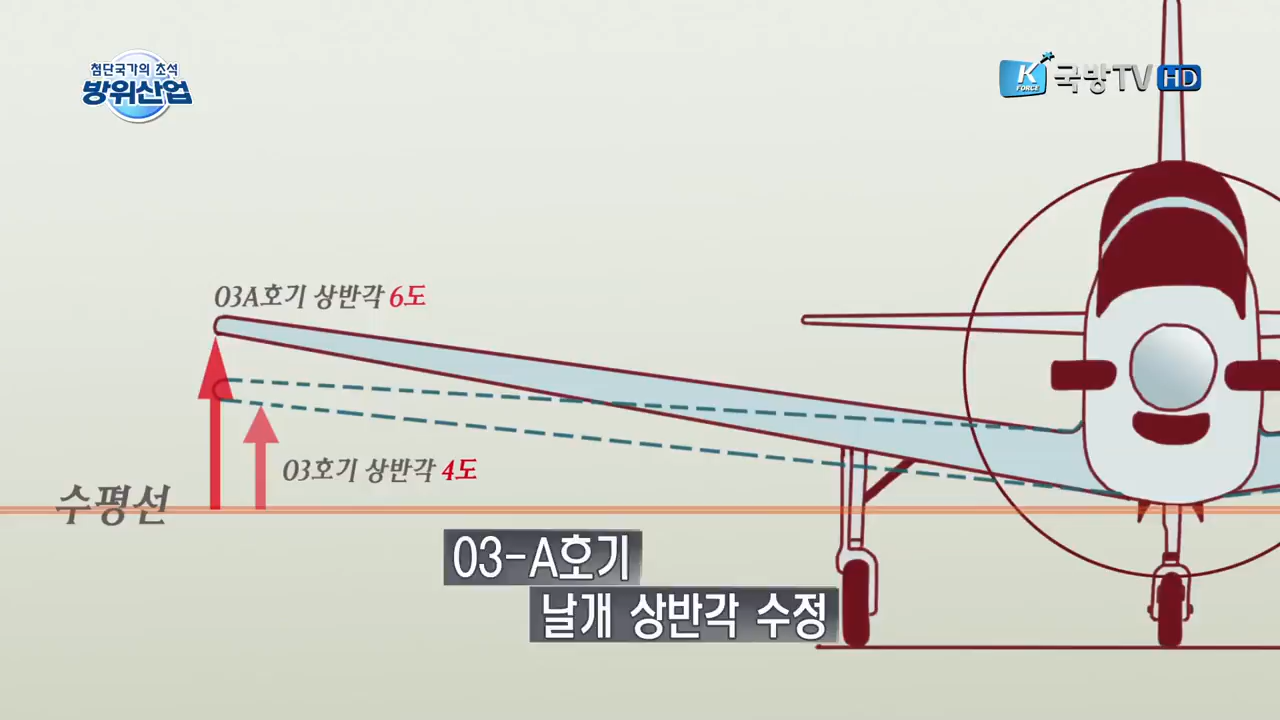 첨단국가의 초석
방위산업
K
FORCE
국방TV HD
03A호기 상반각 6도
03호기 상반각 4도
수평선
03-A호기
날개 상반각 수정